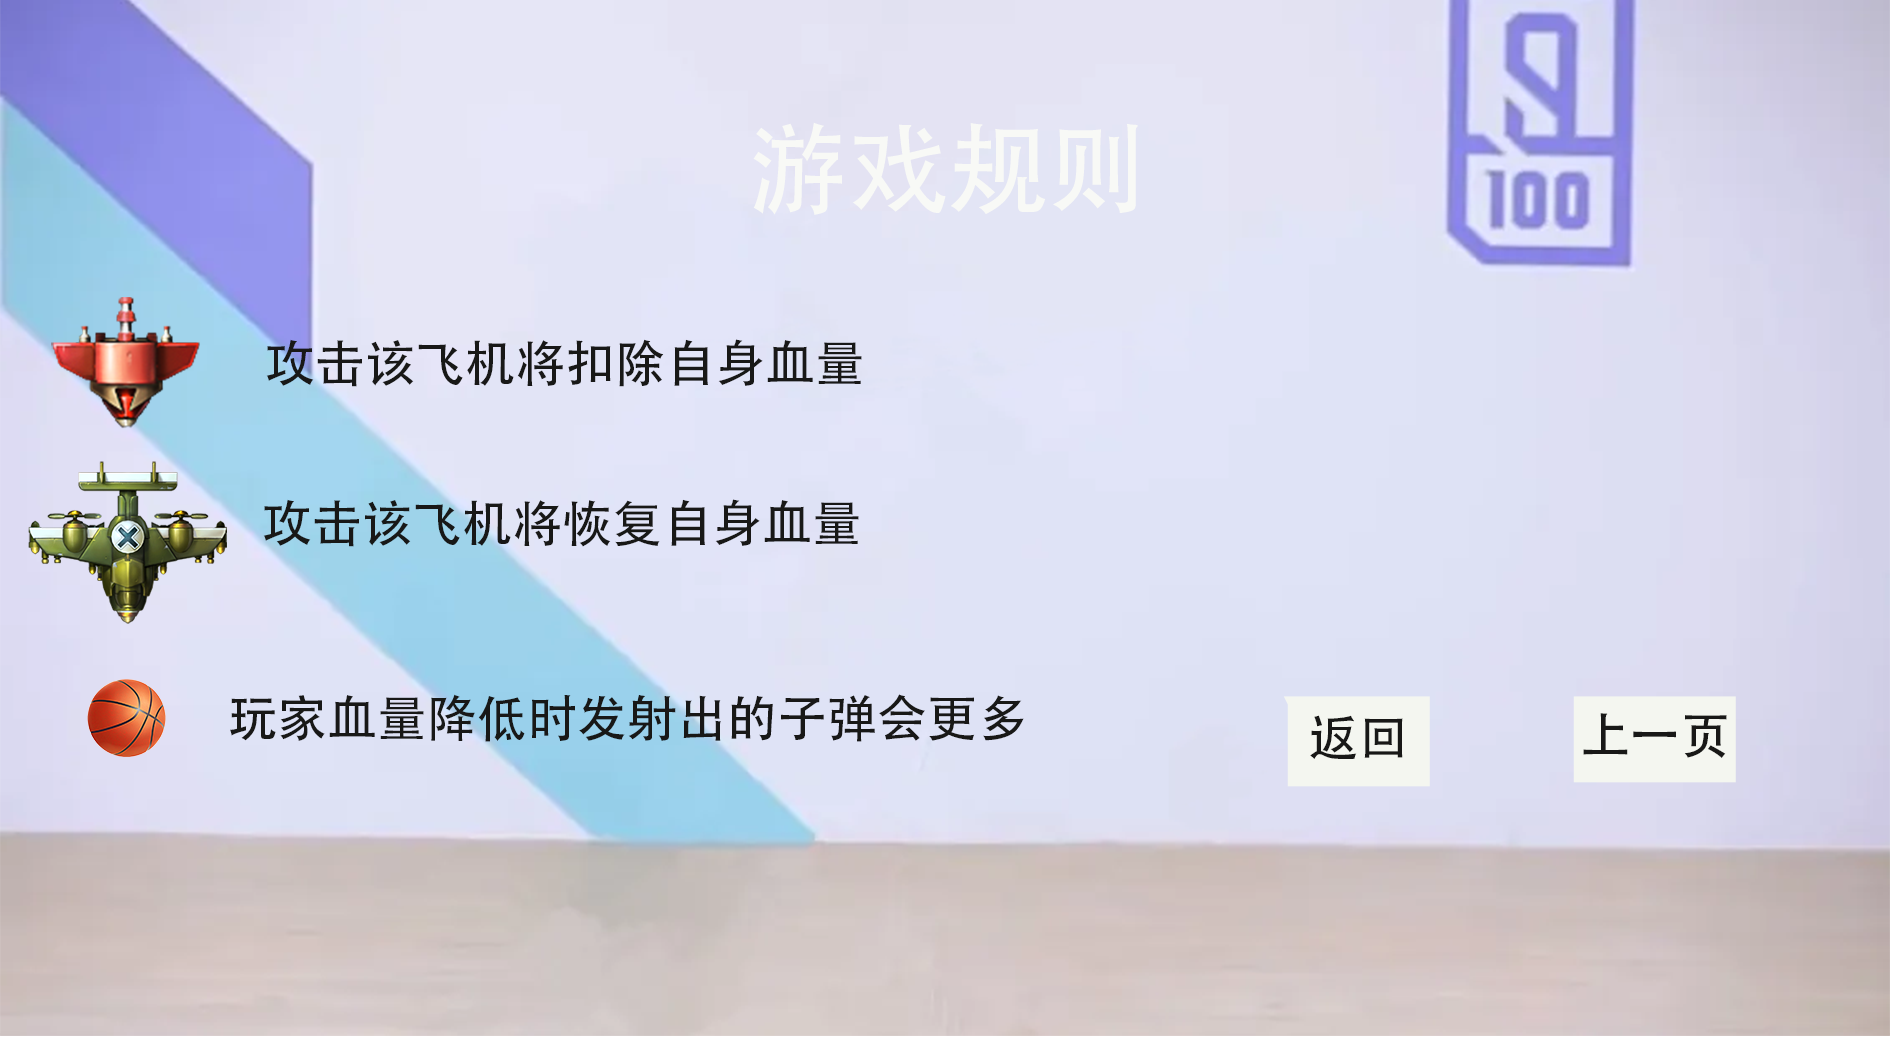 100
游戏规则
攻击该飞机将扣除自身血量
攻击该飞机将恢复自身血量
玩家血量降低时发射出的子弹会更多
返回
上一页